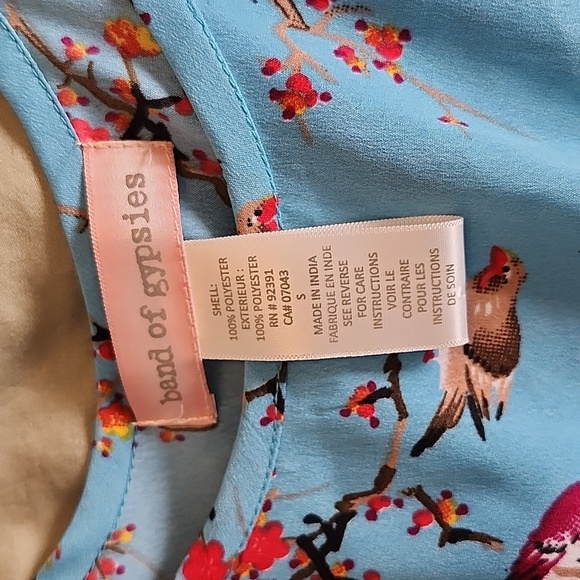 band of gypsies
SHELL:
100% POLYESTER
EXTERIEUR :
100% POLYESTER
RN # 92391
CA# 07043
S
MADE IN INDIA
FABRIQUE EN INDE
SEE REVERSE
FOR CARE
INSTRUCTIONS
VOIR LE
CONTRAIRE
POUR LES
INSTRUCTIONS
DE SOIN